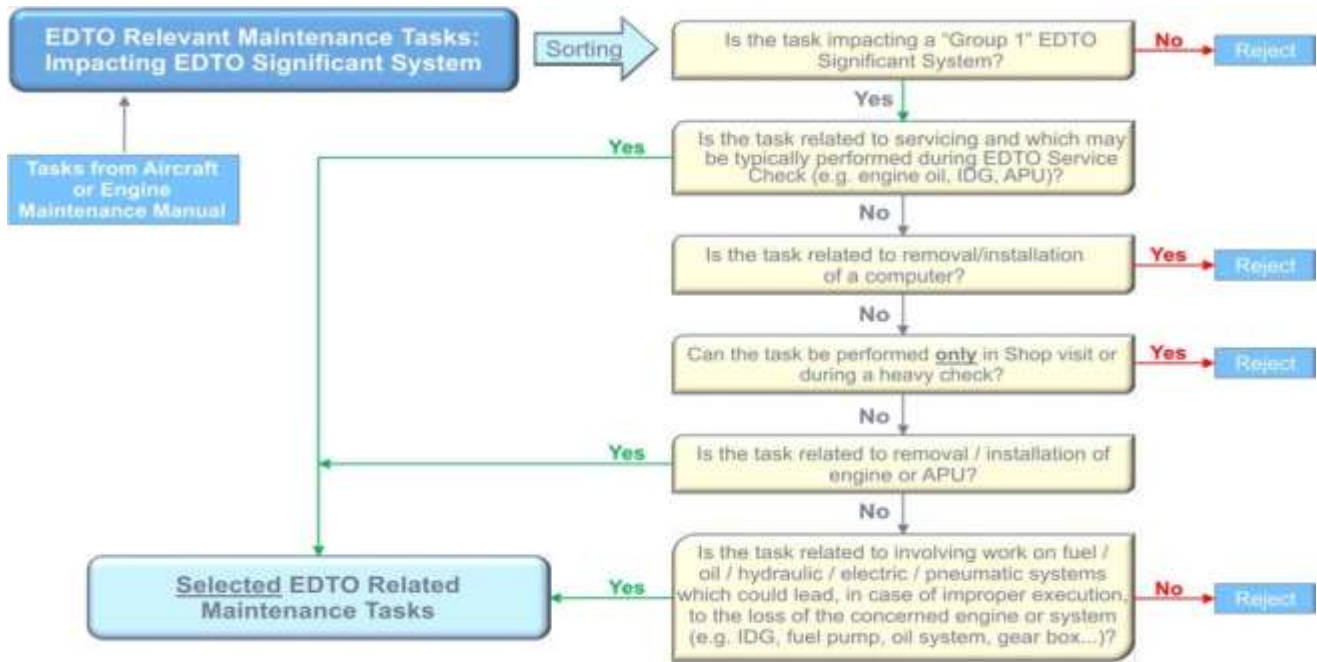 EDTO Relevant Maintenance Tasks:
Impacting EDTO Significant System
Sorting
Is the task impacting a "Group 1" EDTO
Significant System?
No
Reject
Yes
Tasks from Aircraft
or Engine
Maintenance Manual
Yes
Is the task related to servicing and which may
be typically performed during EDTO Service
Check (e.g. engine oil, IDG, APU)?
No
Is the task related to removal/installation
of a computer?
Yes
Reject
No
Can the task be performed only in Shop visit or
during a heavy check?
Yes
Reject
No
Yes
Is the task related to removal / installation of
engine or APU?
No
Selected EDTO Related
Maintenance Tasks
Yes
Is the task related to involving work on fuel /
oil / hydraulic / electric / pneumatic systems
which could lead, in case of improper execution,
to the loss of the concerned engine or system
(e.g. IDG, fuel pump, oil system, gear box...)?
No
Reject